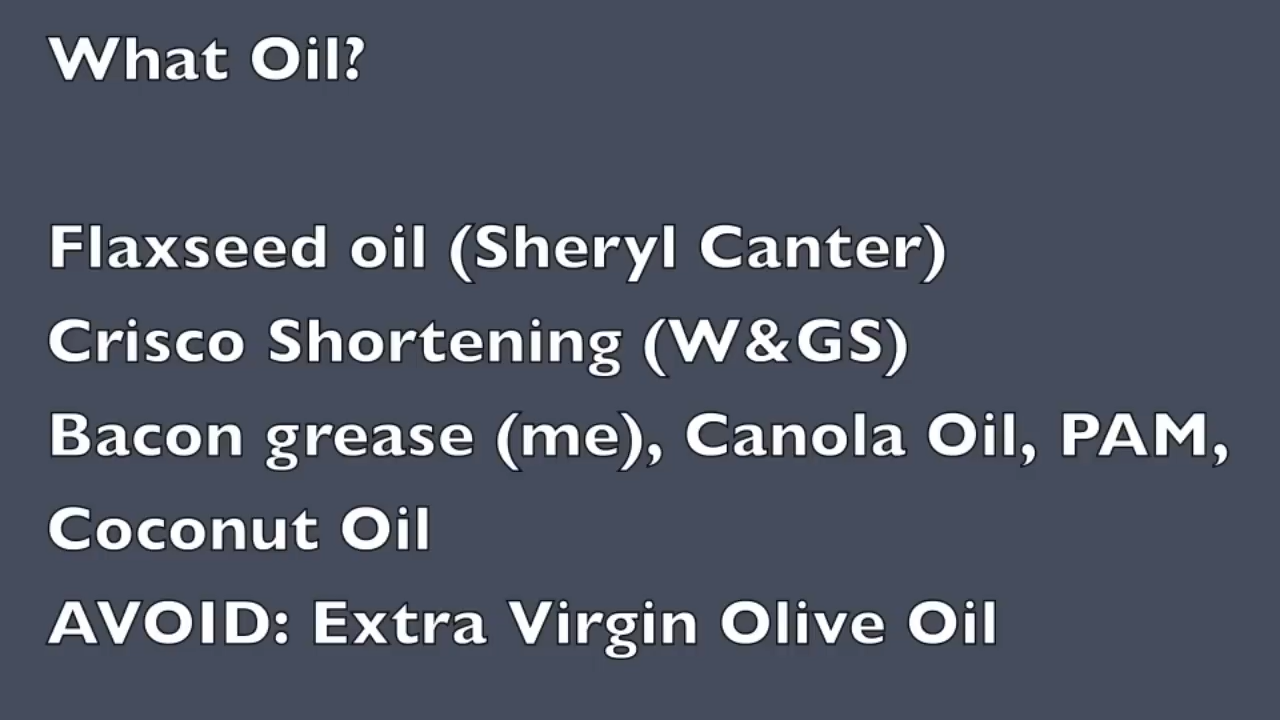 What Oil?
Flaxseed oil (Sheryl Canter)
Crisco Shortening (W&GS)
Bacon grease (me), Canola Oil, PAM,
Coconut Oil
AVOID: Extra Virgin Olive Oil